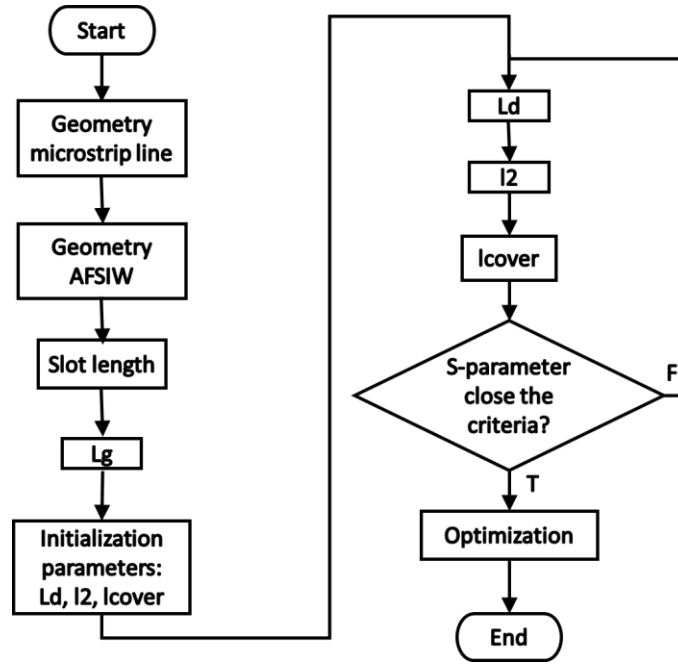 Start
Geometry
microstrip line
Geometry
AFSIW
Slot length
Lg
Initialization
parameters:
Ld, l2, lcover
Ld
l2
lcover
S-parameter
close the
criteria?
F
T
Optimization
End